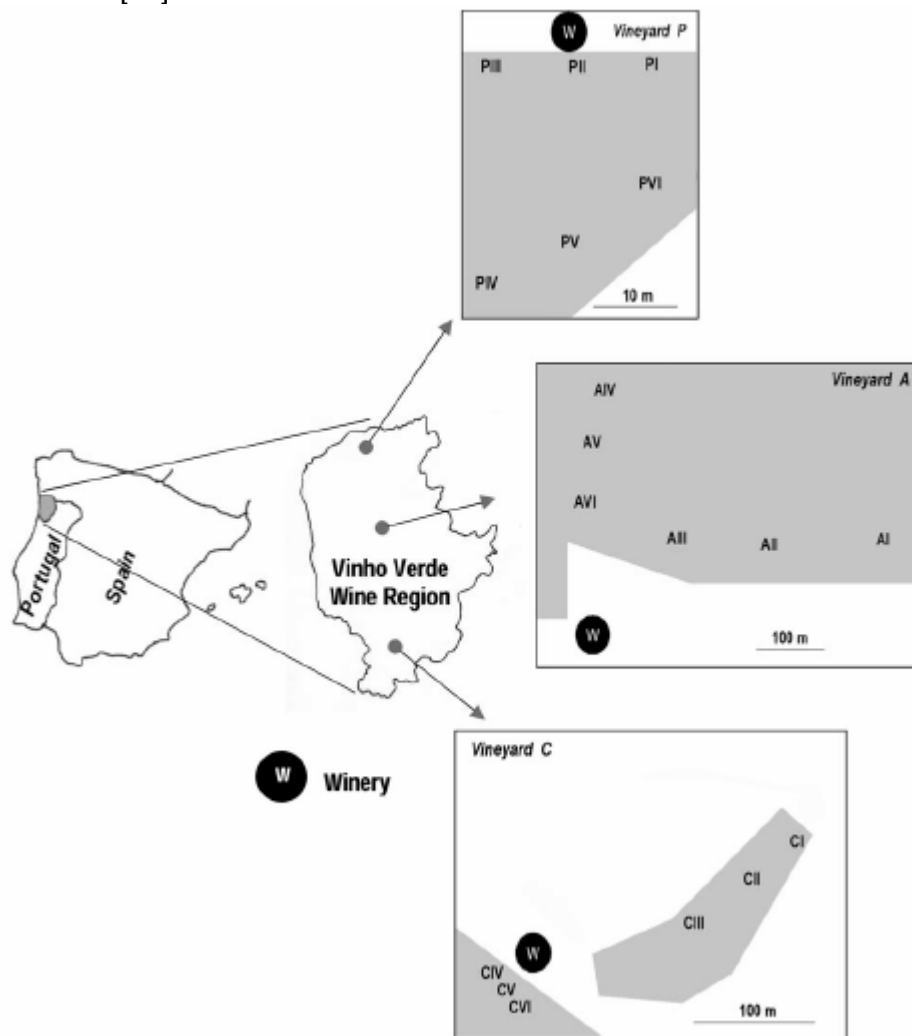 W Vineyard P
PIII PII PI
PVI
PV
PIV
10 m
Vineyard A
AIV
AV
AVI
AIII AII AI
W
100 m
Portugal
Spain
Vinho Verde
Wine Region
W Winery
Vineyard C
CI
CII
CIII
W
CIV
CV
CVI
100 m